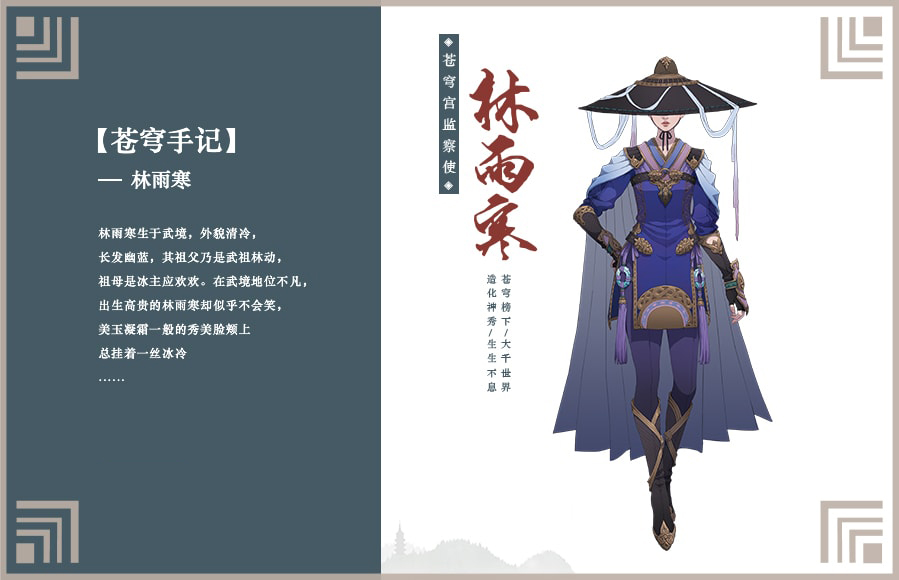 【苍穹手记】
— 林雨寒
林雨寒生于武境，外貌清冷，
长发幽蓝，其祖父乃是武祖林动，
祖母是冰主应欢欢。在武境地位不凡，
出生高贵的林雨寒却似乎不会笑，
美玉凝霜一般的秀美脸颊上
总挂着一丝冰冷
......
苍穹宫监察使
林雨寒
苍穹榜下/大千世界
造化神秀/生生不息